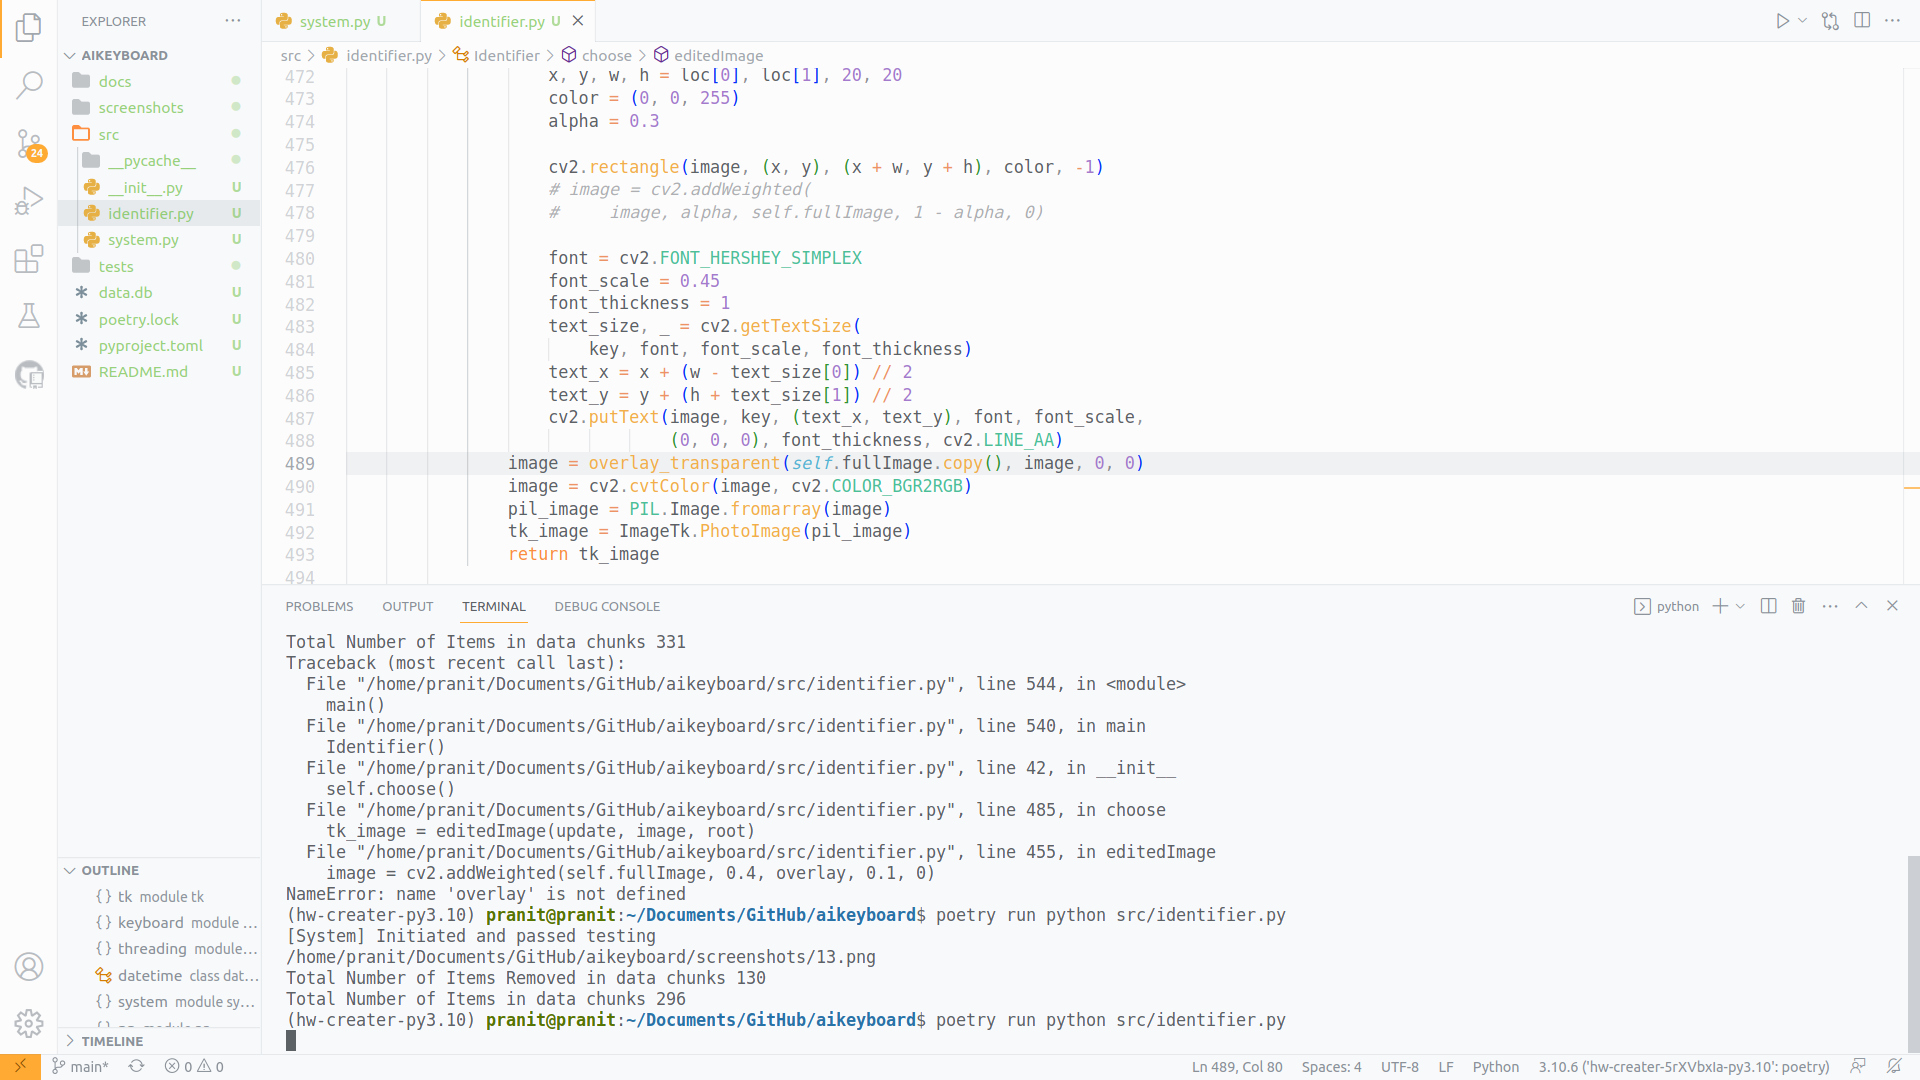 EXPLORER
AIKEYBOARD
docs
screenshots
src
__pycache__
__init__.py U
identifier.py U
system.py U
tests
data.db U
poetry.lock U
pyproject.toml U
README.md U
24
OUTLINE
tk module tk
keyboard module ...
threading module...
datetime class dat...
system module sy...
TIMELINE
system.py U
identifier.py U
src > identifier.py > Identifier > choose > editedImage
472 x, y, w, h = loc[0], loc[1], 20, 20
473 color = (0, 0, 255)
474 alpha = 0.3
475
476 cv2.rectangle(image, (x, y), (x + w, y + h), color, -1)
477 # image = cv2.addWeighted(
478 #     image, alpha, self.fullImage, 1 - alpha, 0)
479
480 font = cv2.FONT_HERSHEY_SIMPLEX
481 font_scale = 0.45
482 font_thickness = 1
483 text_size, _ = cv2.getTextSize(
484 key, font, font_scale, font_thickness)
485 text_x = x + (w - text_size[0]) // 2
486 text_y = y + (h + text_size[1]) // 2
487 cv2.putText(image, key, (text_x, text_y), font, font_scale,
488 (0, 0, 0), font_thickness, cv2.LINE_AA)
489 image = overlay_transparent(self.fullImage.copy(), image, 0, 0)
490 image = cv2.cvtColor(image, cv2.COLOR_BGR2RGB)
491 pil_image = PIL.Image.fromarray(image)
492 tk_image = ImageTk.PhotoImage(pil_image)
493 return tk_image
494
PROBLEMS OUTPUT TERMINAL DEBUG CONSOLE
python
Total Number of Items in data chunks 331
Traceback (most recent call last):
File "/home/pranit/Documents/GitHub/aikeyboard/src/identifier.py", line 544, in <module>
main()
File "/home/pranit/Documents/GitHub/aikeyboard/src/identifier.py", line 540, in main
Identifier()
File "/home/pranit/Documents/GitHub/aikeyboard/src/identifier.py", line 42, in __init__
self.choose()
File "/home/pranit/Documents/GitHub/aikeyboard/src/identifier.py", line 485, in choose
tk_image = editedImage(update, image, root)
File "/home/pranit/Documents/GitHub/aikeyboard/src/identifier.py", line 455, in editedImage
image = cv2.addWeighted(self.fullImage, 0.4, overlay, 0.1, 0)
NameError: name 'overlay' is not defined
(hw-creater-py3.10) pranit@pranit:~/Documents/GitHub/aikeyboard$ poetry run python src/identifier.py
[System] Initiated and passed testing
/home/pranit/Documents/GitHub/aikeyboard/screenshots/13.png
Total Number of Items Removed in data chunks 130
Total Number of Items in data chunks 296
(hw-creater-py3.10) pranit@pranit:~/Documents/GitHub/aikeyboard$ poetry run python src/identifier.py
main* 0 0
Ln 489, Col 80 Spaces: 4 UTF-8 LF Python 3.10.6 ('hw-creater-5rXVbxIa-py3.10': poetry)